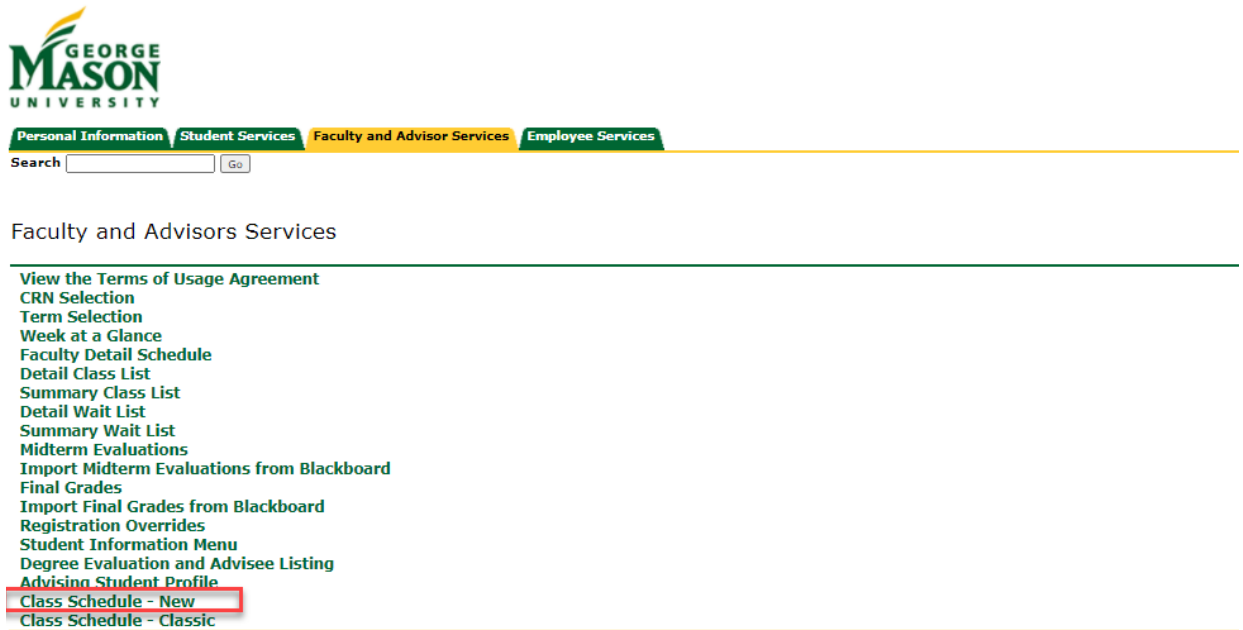 GEORGE
MASON
UNIVERSITY
Personal Information Student Services Faculty and Advisor Services Employee Services
Search Go
Faculty and Advisors Services
View the Terms of Usage Agreement
CRN Selection
Term Selection
Week at a Glance
Faculty Detail Schedule
Detail Class List
Summary Class List
Detail Wait List
Summary Wait List
Midterm Evaluations
Import Midterm Evaluations from Blackboard
Final Grades
Import Final Grades from Blackboard
Registration Overrides
Student Information Menu
Degree Evaluation and Advisee Listing
Advising Student Profile
Class Schedule - New
Class Schedule - Classic